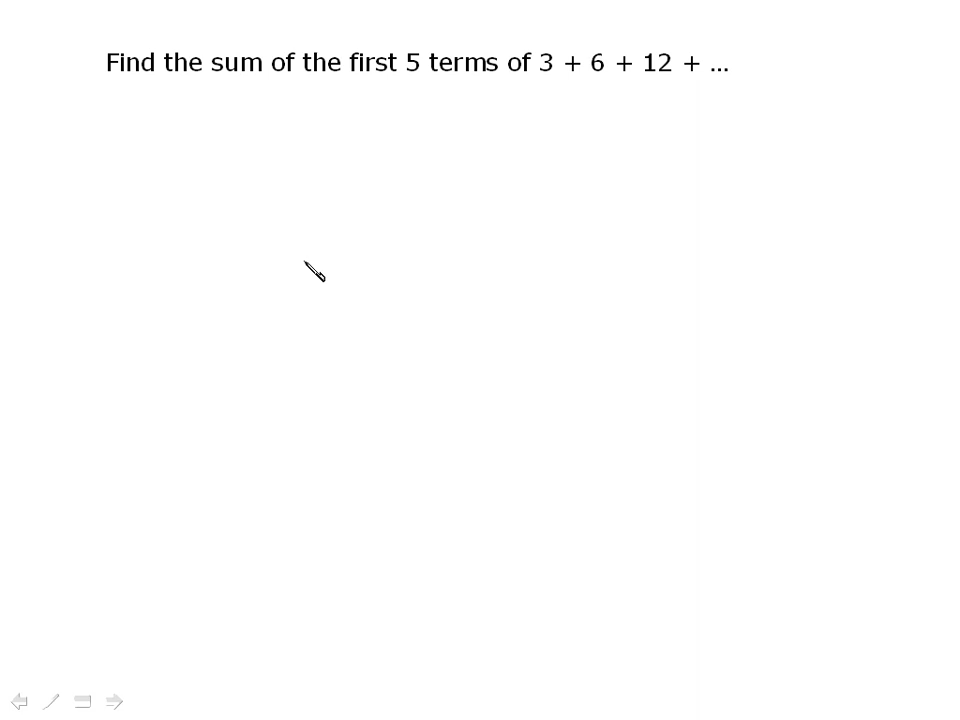 Find the sum of the first 5 terms of 3 + 6 + 12 + …